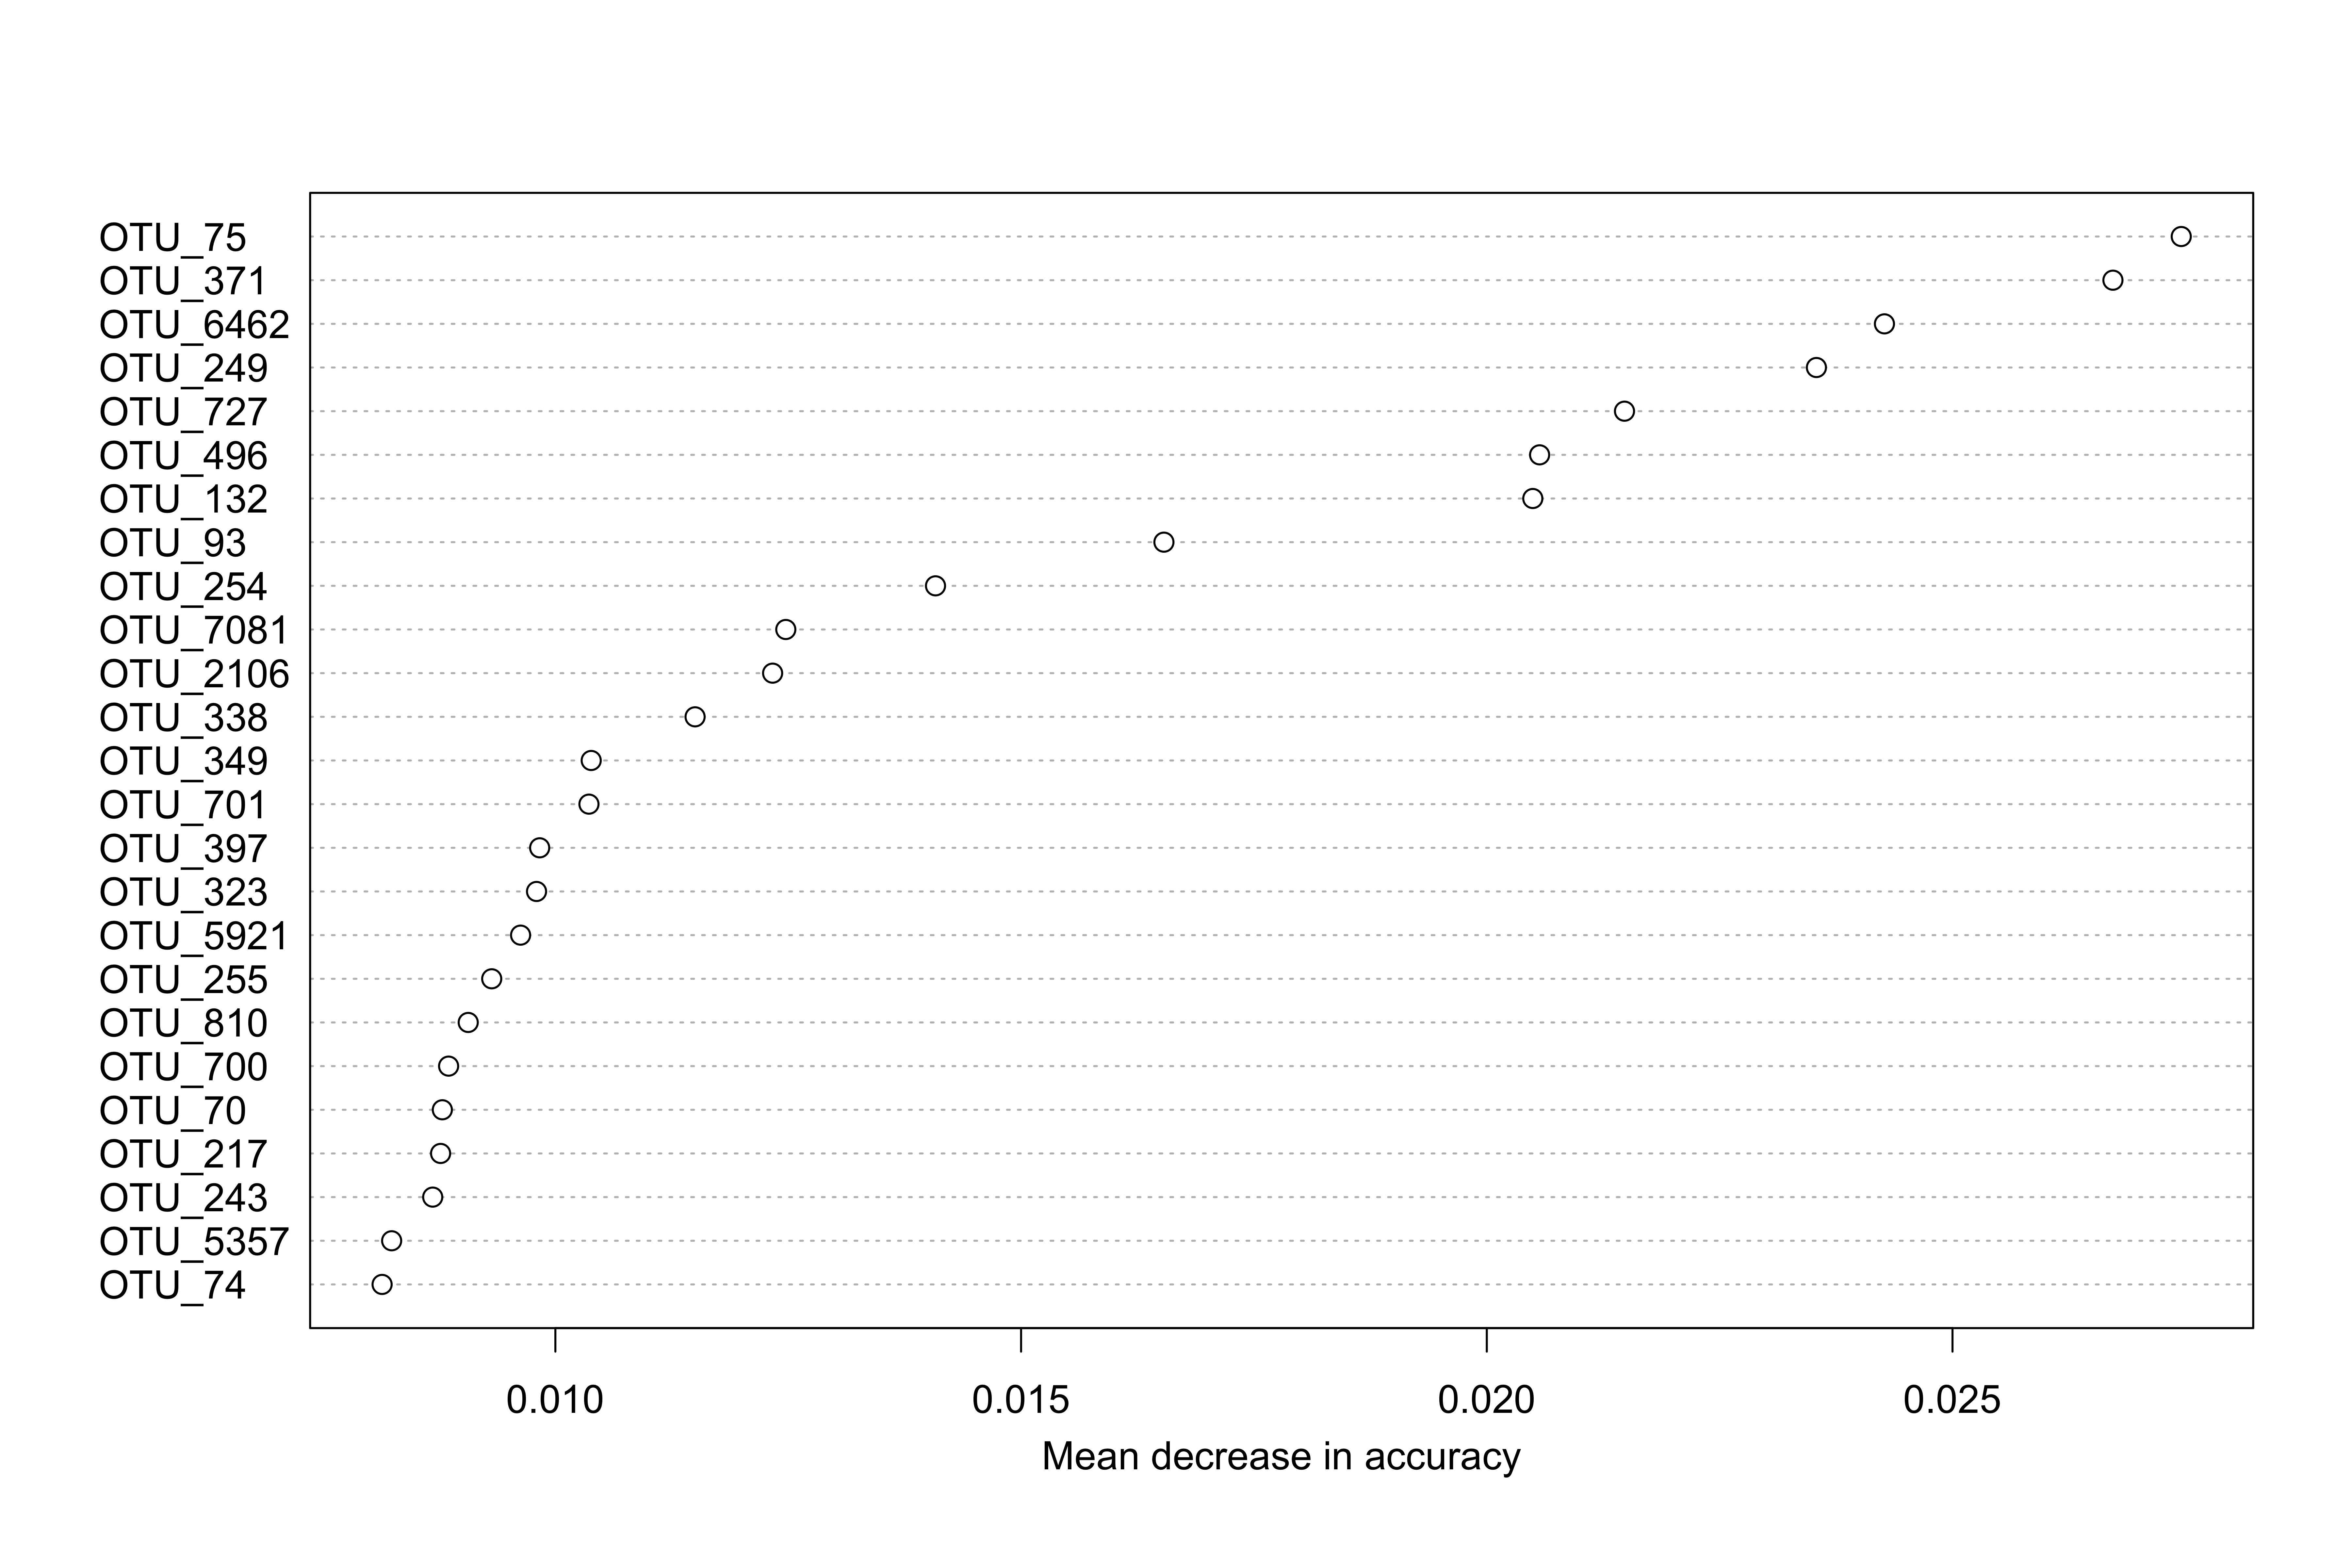 OTU_75
OTU_371
OTU_6462
OTU_249
OTU_727
OTU_496
OTU_132
OTU_93
OTU_254
OTU_7081
OTU_2106
OTU_338
OTU_349
OTU_701
OTU_397
OTU_323
OTU_5921
OTU_255
OTU_810
OTU_700
OTU_70
OTU_217
OTU_243
OTU_5357
OTU_74
0.010 0.015 0.020 0.025
Mean decrease in accuracy